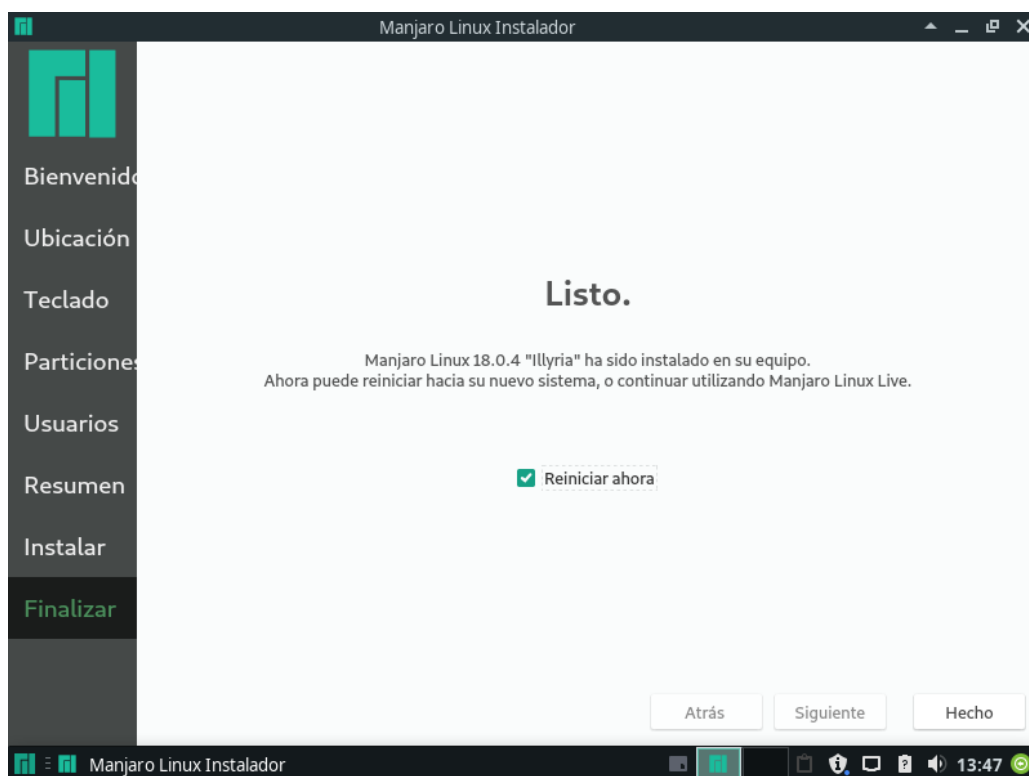 Manjaro Linux Instalador
Bienvenido
Ubicación
Teclado
Particiones
Usuarios
Resumen
Instalar
Finalizar
Listo.
Manjaro Linux 18.0.4 "Illyria" ha sido instalado en su equipo.
Ahora puede reiniciar hacia su nuevo sistema, o continuar utilizando Manjaro Linux Live.
Reiniciar ahora
Atrás
Siguiente
Hecho
Manjaro Linux Instalador
13:47